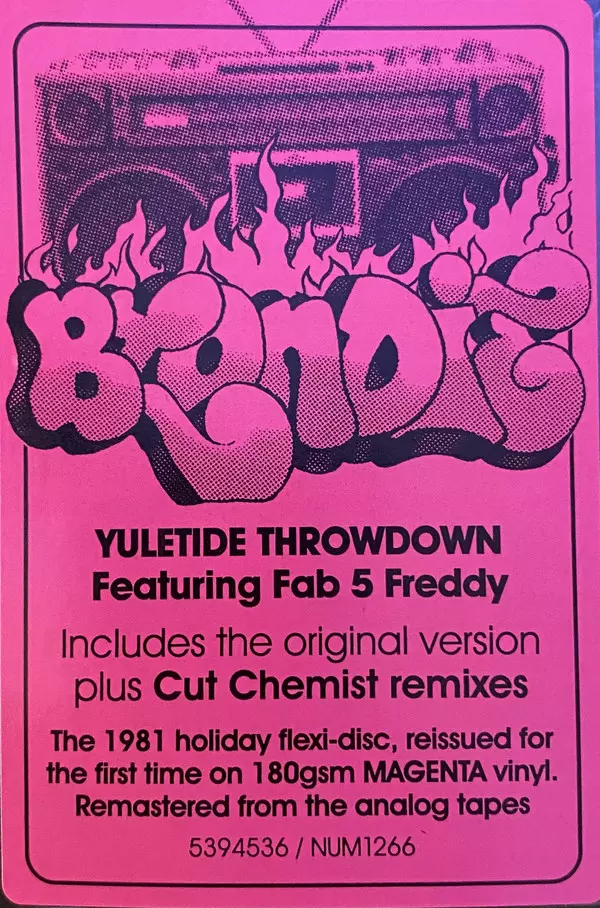 Blondie
YULETIDE THROWDOWN
Featuring Fab 5 Freddy
Includes the original version
plus Cut Chemist remixes
The 1981 holiday flexi-disc, reissued for
the first time on 180gsm MAGENTA vinyl.
Remastered from the analog tapes
5394536 / NUM1266